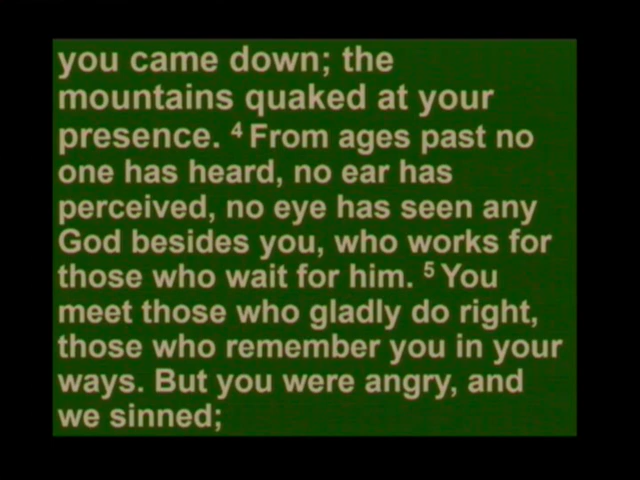 you came down; the
mountains quaked at your
presence. ⁴ From ages past no
one has heard, no ear has
perceived, no eye has seen any
God besides you, who works for
those who wait for him. ⁵ You
meet those who gladly do right,
those who remember you in your
ways. But you were angry, and
we sinned;